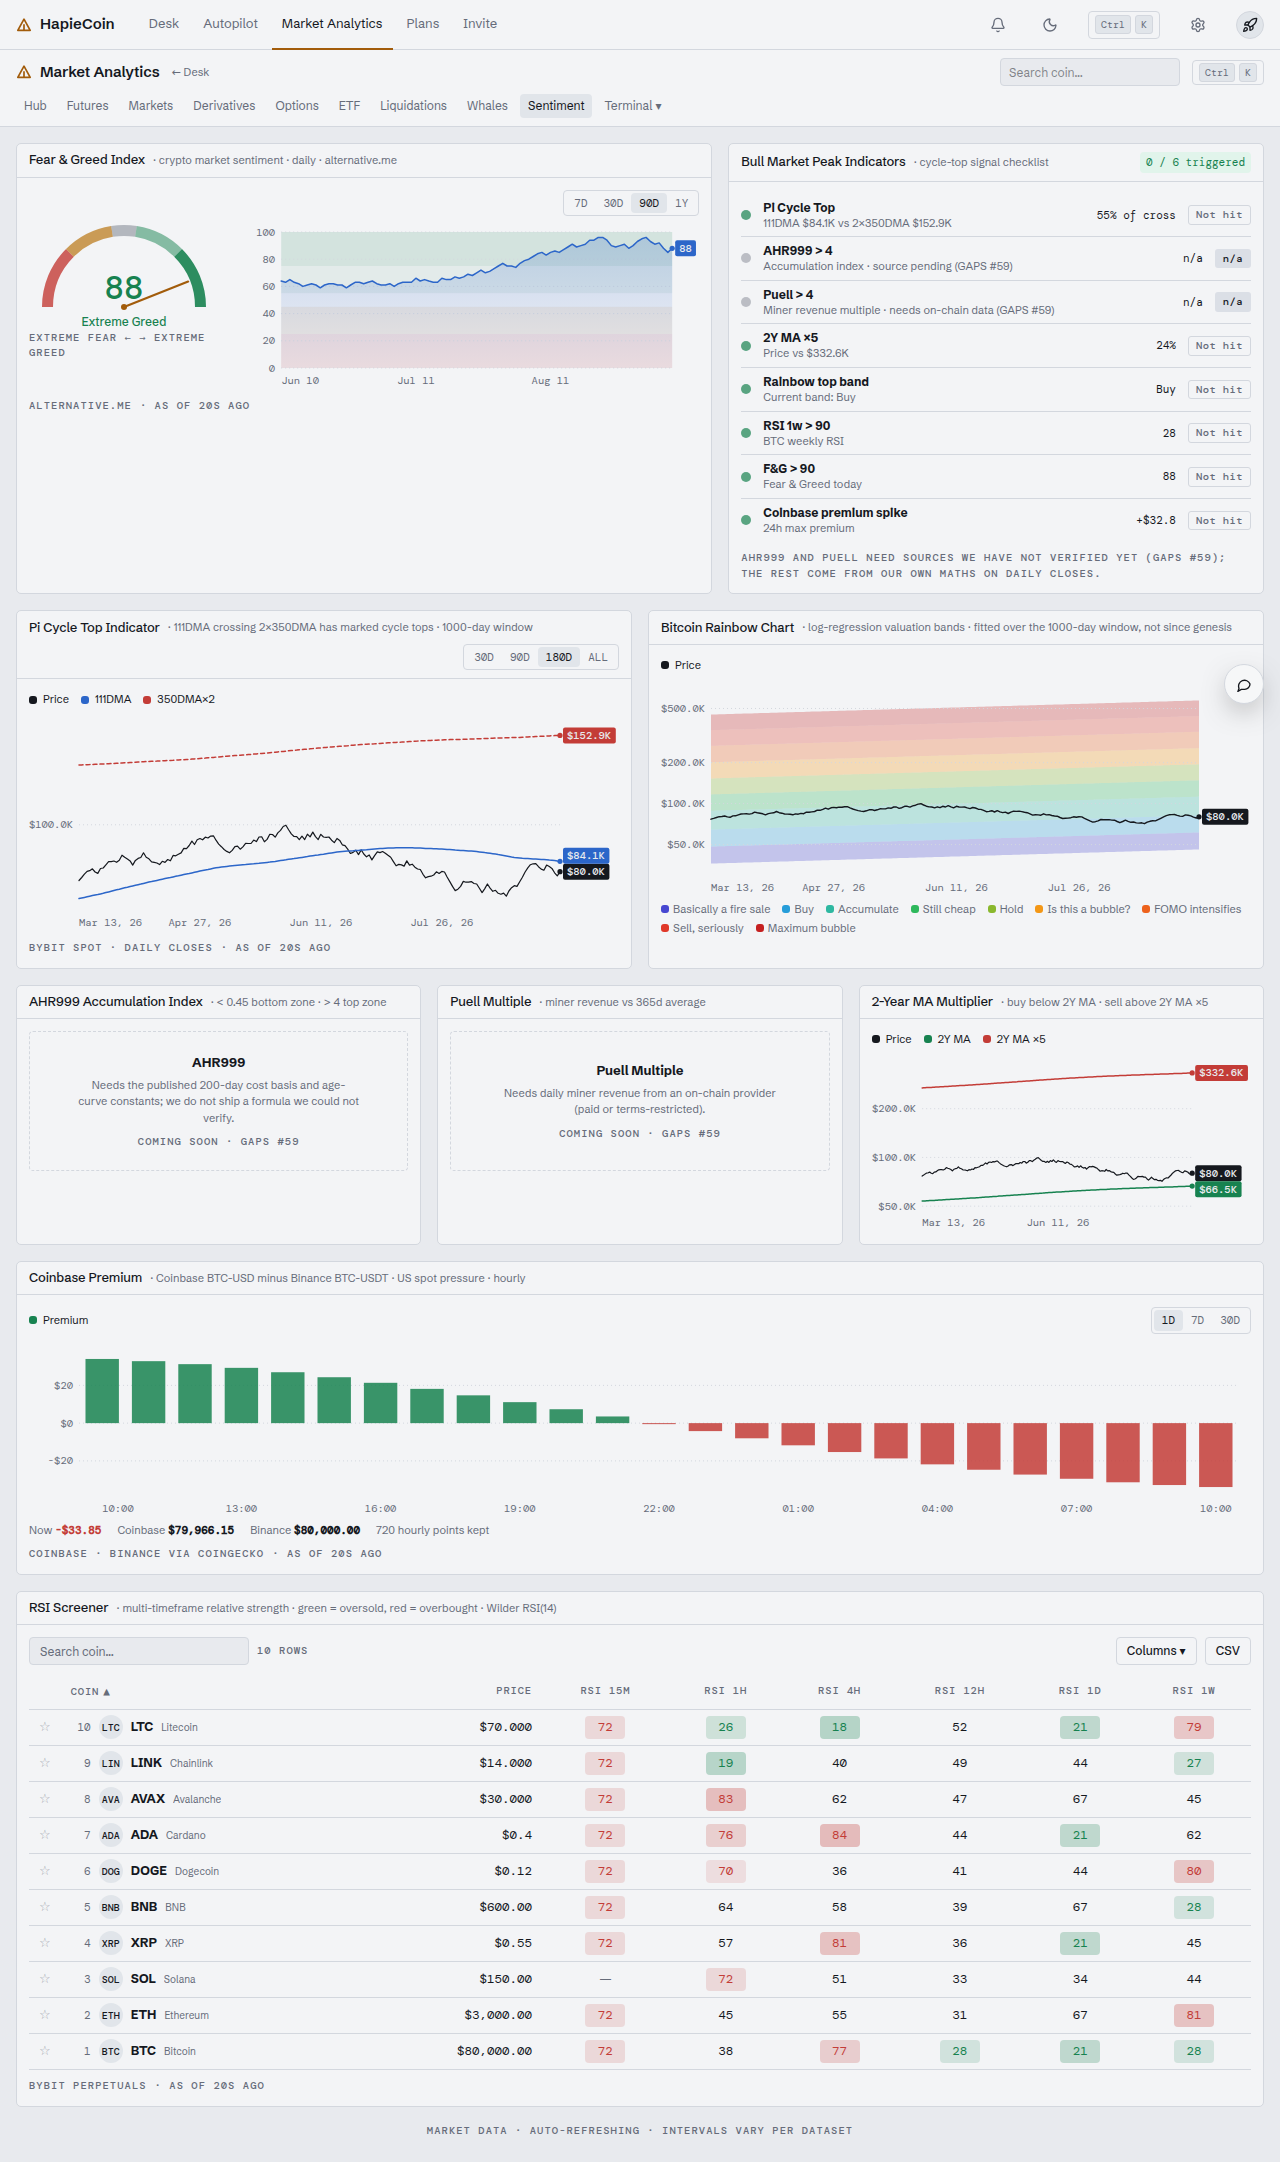 HapieCoin Desk Autopilot Market Analytics Plans Invite Ctrl K
Market Analytics ← Desk Search coin... Ctrl K
Hub Futures Markets Derivatives Options ETF Liquidations Whales Sentiment Terminal ▾
Fear & Greed Index · crypto market sentiment · daily · alternative.me
7D 30D 90D 1Y
100
80
60
40
20
0
88
88
Extreme Greed
EXTREME FEAR ← → EXTREME
GREED
Jun 10 Jul 11 Aug 11
ALTERNATIVE.ME · AS OF 20S AGO
Bull Market Peak Indicators · cycle-top signal checklist 0 / 6 triggered
Pi Cycle Top
111DMA $84.1K vs 2×350DMA $152.9K
55% of cross Not hit
AHR999 > 4
Accumulation index · source pending (GAPS #59)
n/a n/a
Puell > 4
Miner revenue multiple · needs on-chain data (GAPS #59)
n/a n/a
2Y MA ×5
Price vs $332.6K
24% Not hit
Rainbow top band
Current band: Buy
Buy Not hit
RSI 1w > 90
BTC weekly RSI
28 Not hit
F&G > 90
Fear & Greed today
88 Not hit
Coinbase premium spike
24h max premium
+$32.8 Not hit
AHR999 AND PUELL NEED SOURCES WE HAVE NOT VERIFIED YET (GAPS #59);
THE REST COME FROM OUR OWN MATHS ON DAILY CLOSES.
Pi Cycle Top Indicator · 111DMA crossing 2×350DMA has marked cycle tops · 1000-day window
30D 90D 180D ALL
Price 111DMA 350DMA×2
$152.9K
$100.0K
$84.1K
$80.0K
Mar 13, 26 Apr 27, 26 Jun 11, 26 Jul 26, 26
BYBIT SPOT · DAILY CLOSES · AS OF 20S AGO
Bitcoin Rainbow Chart · log-regression valuation bands · fitted over the 1000-day window, not since genesis
Price
$500.0K
$200.0K
$100.0K
$50.0K
$80.0K
Mar 13, 26 Apr 27, 26 Jun 11, 26 Jul 26, 26
Basically a fire sale Buy Accumulate Still cheap Hold Is this a bubble? FOMO intensifies
Sell, seriously Maximum bubble
AHR999 Accumulation Index · < 0.45 bottom zone · > 4 top zone
AHR999
Needs the published 200-day cost basis and age-
curve constants; we do not ship a formula we could not
verify.
COMING SOON · GAPS #59
Puell Multiple · miner revenue vs 365d average
Puell Multiple
Needs daily miner revenue from an on-chain provider
(paid or terms-restricted).
COMING SOON · GAPS #59
2-Year MA Multiplier · buy below 2Y MA · sell above 2Y MA ×5
Price 2Y MA 2Y MA ×5
$332.6K
$200.0K
$100.0K
$80.0K
$66.5K
$50.0K
Mar 13, 26 Jun 11, 26
Coinbase Premium · Coinbase BTC-USD minus Binance BTC-USDT · US spot pressure · hourly
Premium 1D 7D 30D
$20
$0
-$20
10:00 13:00 16:00 19:00 22:00 01:00 04:00 07:00 10:00
Now -$33.85 Coinbase $79,966.15 Binance $80,000.00 720 hourly points kept
COINBASE · BINANCE VIA COINGECKO · AS OF 20S AGO
RSI Screener · multi-timeframe relative strength · green = oversold, red = overbought · Wilder RSI(14)
Search coin... 10 ROWS Columns ▾ CSV
COIN ▲ PRICE RSI 15M RSI 1H RSI 4H RSI 12H RSI 1D RSI 1W
☆ 10 LTC LTC Litecoin $70.000 72 26 18 52 21 79
☆ 9 LIN LINK Chainlink $14.000 72 19 40 49 44 27
☆ 8 AVA AVAX Avalanche $30.000 72 83 62 47 67 45
☆ 7 ADA ADA Cardano $0.4 72 76 84 44 21 62
☆ 6 DOG DOGE Dogecoin $0.12 72 70 36 41 44 80
☆ 5 BNB BNB BNB $600.00 72 64 58 39 67 28
☆ 4 XRP XRP XRP $0.55 72 57 81 36 21 45
☆ 3 SOL SOL Solana $150.00 — 72 51 33 34 44
☆ 2 ETH ETH Ethereum $3,000.00 72 45 55 31 67 81
☆ 1 BTC BTC Bitcoin $80,000.00 72 38 77 28 21 28
BYBIT PERPETUALS · AS OF 20S AGO
MARKET DATA · AUTO-REFRESHING · INTERVALS VARY PER DATASET